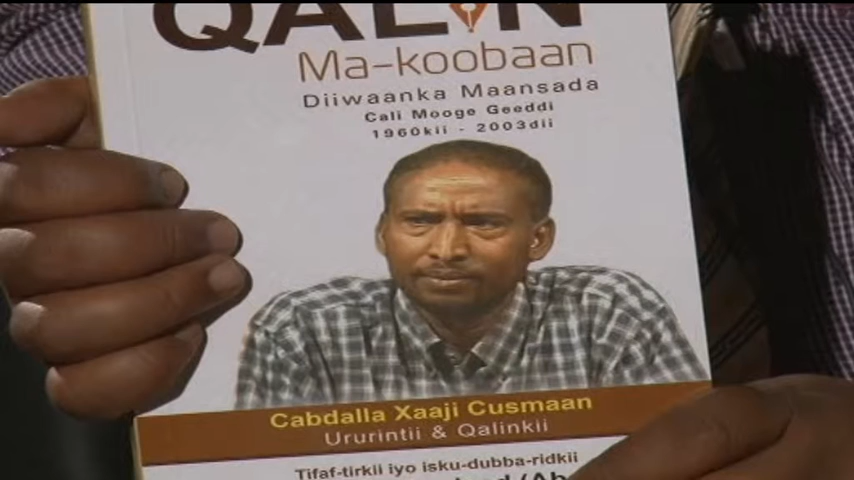 QALIN
Ma-koobaan
Diiwaanka Maansada
Cali Mooge Geeddi
1960kii - 2003dii
Cabdalla Xaaji Cusmaan
Ururintii & Qalinkii
Tifaf-tirkii iyo isku-dubba-ridkii